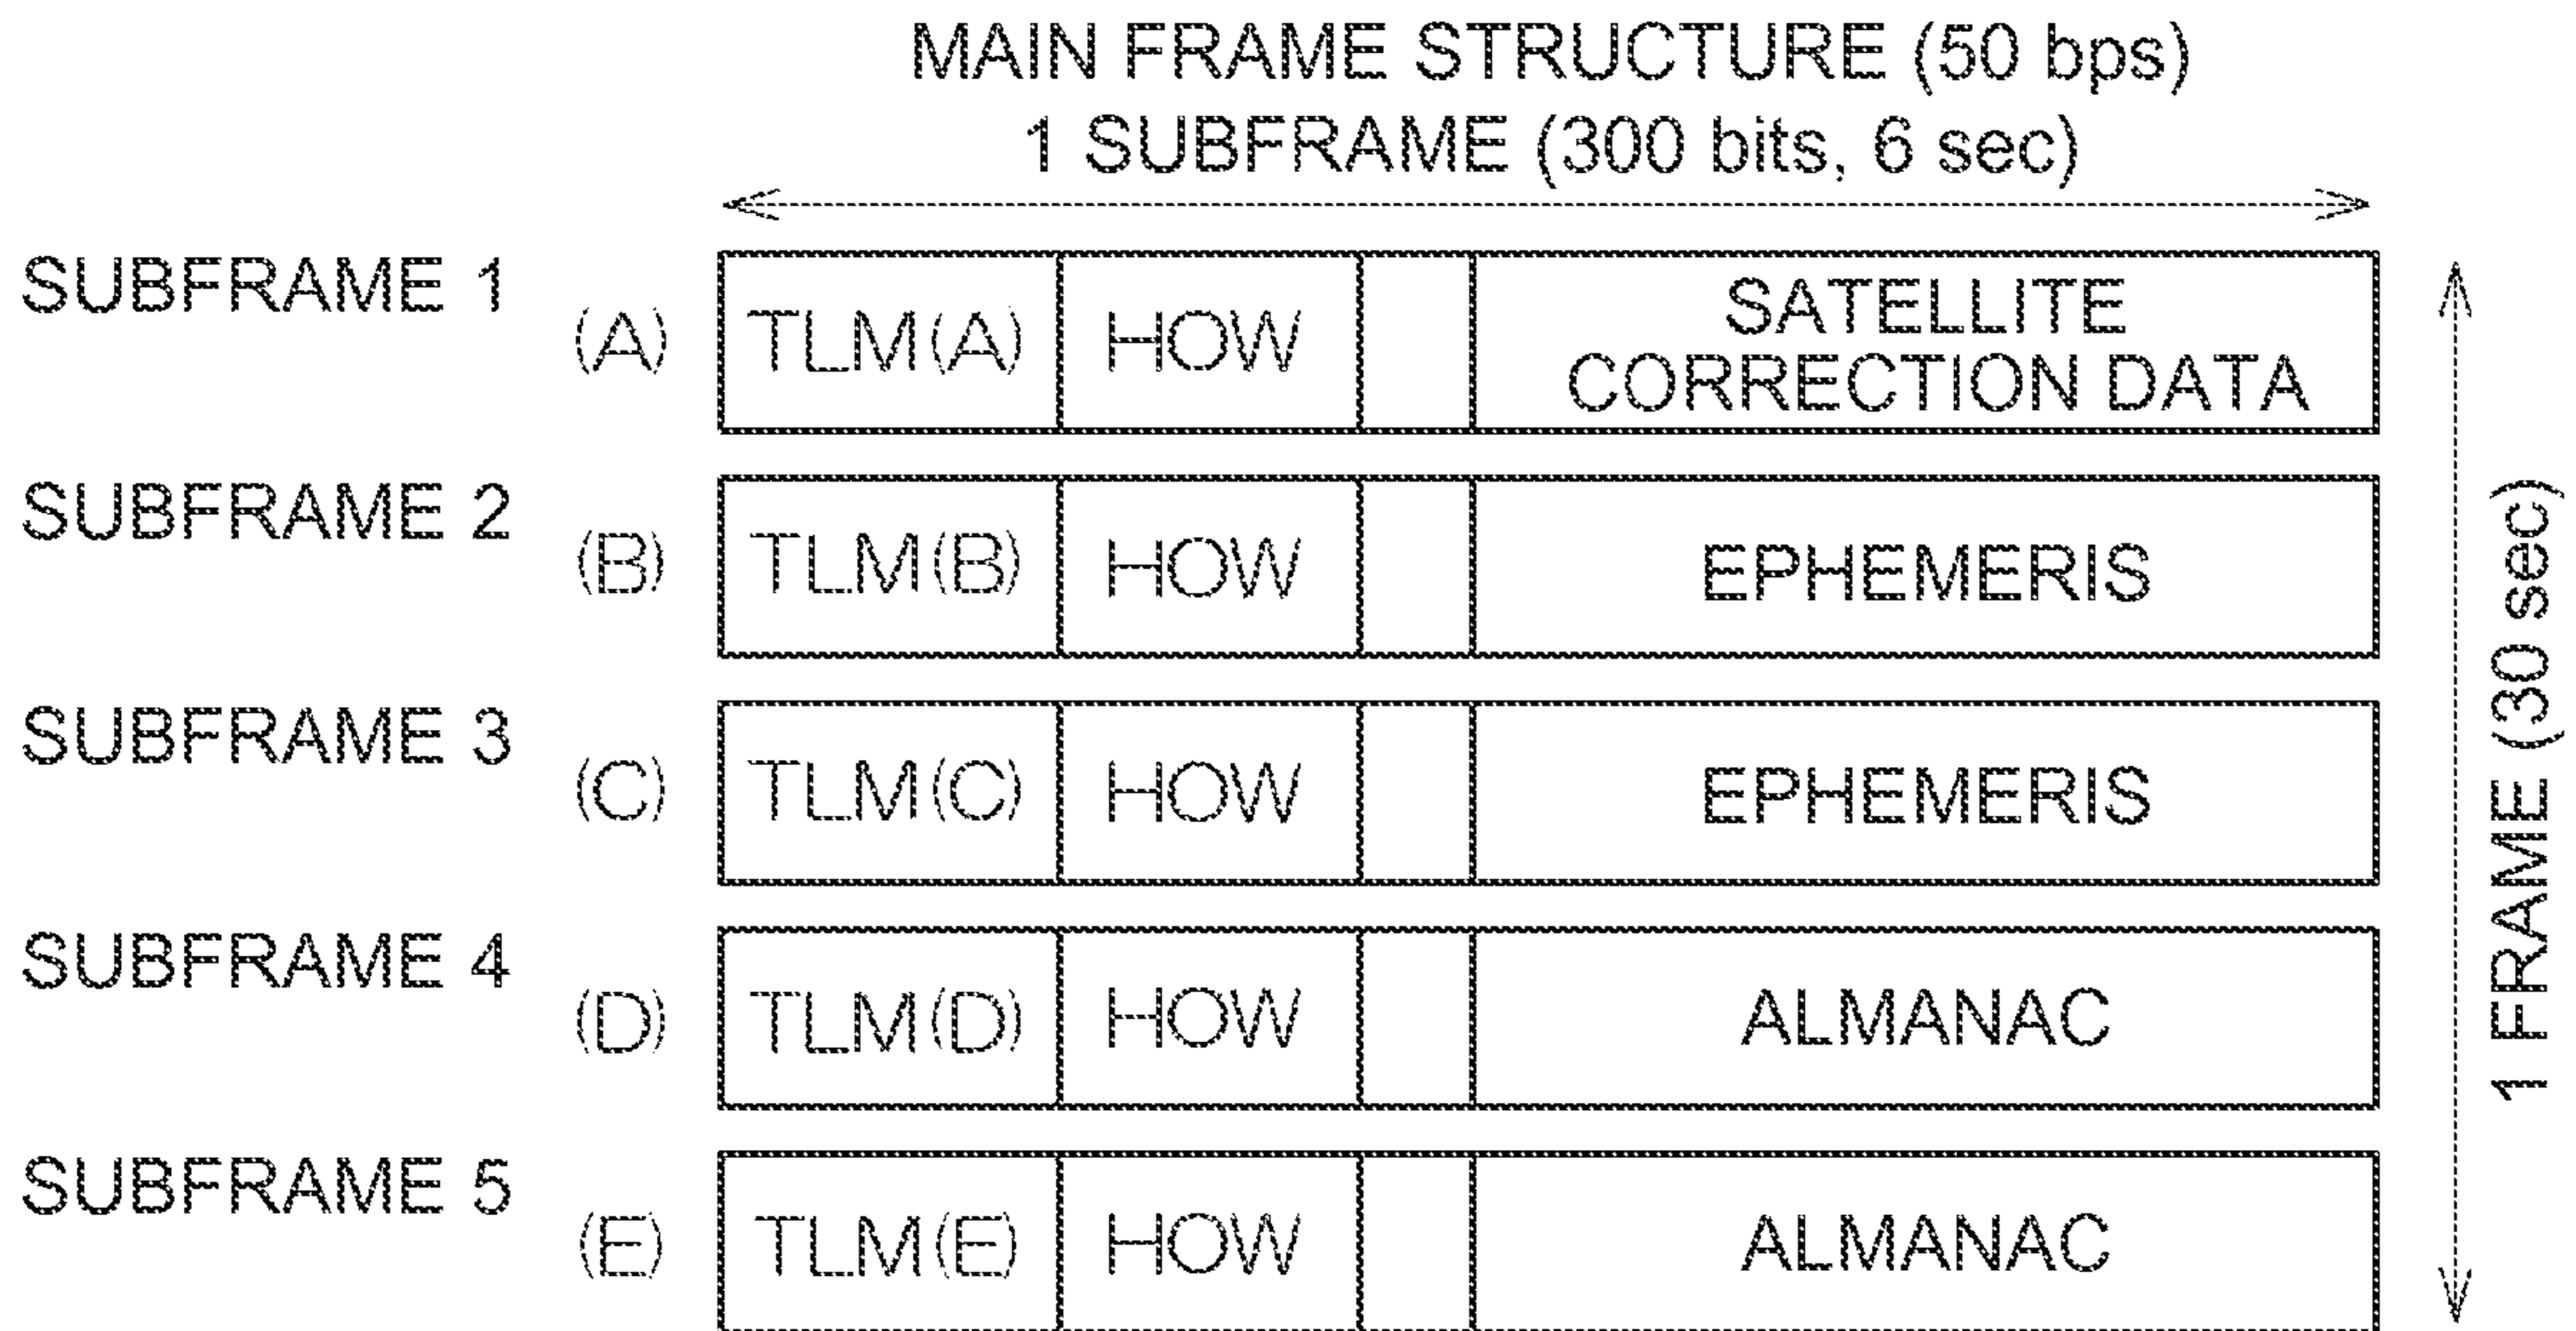 MAIN FRAME STRUCTURE (50 bps)
1 SUBFRAME (300 bits, 6 sec)
SUBFRAME 1
(A) TLM(A) HOW SATELLITE
CORRECTION DATA
SUBFRAME 2
(B) TLM(B) HOW EPHEMERIS
SUBFRAME 3
(C) TLM(C) HOW EPHEMERIS
SUBFRAME 4
(D) TLM(D) HOW ALMANAC
SUBFRAME 5
(E) TLM(E) HOW ALMANAC
1 FRAME (30 sec)